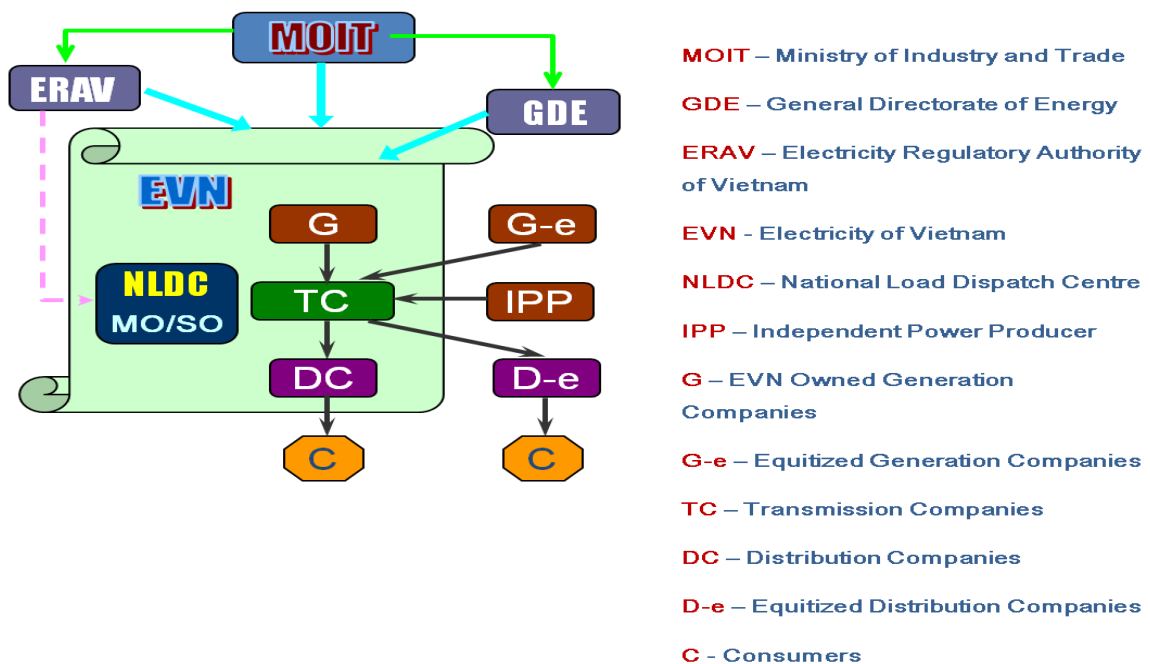 MOIT
ERAV
GDE
EVN
G
G-e
NLDC
MO/SO
TC
IPP
DC
D-e
C
C
MOIT – Ministry of Industry and Trade
GDE – General Directorate of Energy
ERAV – Electricity Regulatory Authority
of Vietnam
EVN - Electricity of Vietnam
NLDC – National Load Dispatch Centre
IPP – Independent Power Producer
G – EVN Owned Generation
Companies
G-e – Equitized Generation Companies
TC – Transmission Companies
DC – Distribution Companies
D-e – Equitized Distribution Companies
C - Consumers